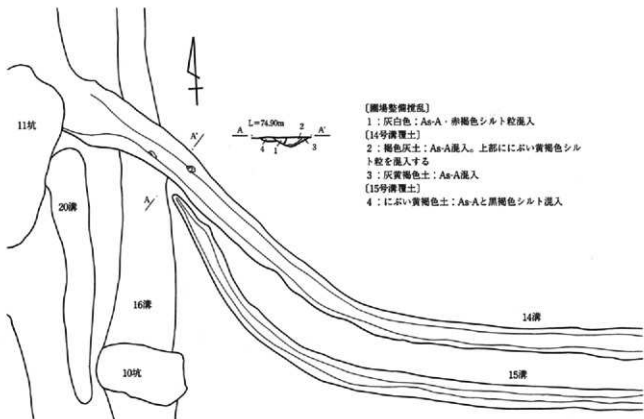 11坑
20溝
16溝
10坑
14溝
15溝
A
A′
L=74.90m
A
A′
2
4
1
3
〔圃場整備撹乱〕
1：灰白色：As-A・赤褐色シルト粒混入
〔14号溝覆土〕
2：褐色灰土：As-A混入。上部ににぶい黄褐色シル
ト粒を混入する
3：灰黄褐色土：As-A混入
〔15号溝覆土〕
4：にぶい黄褐色土：As-Aと黒褐色シルト混入